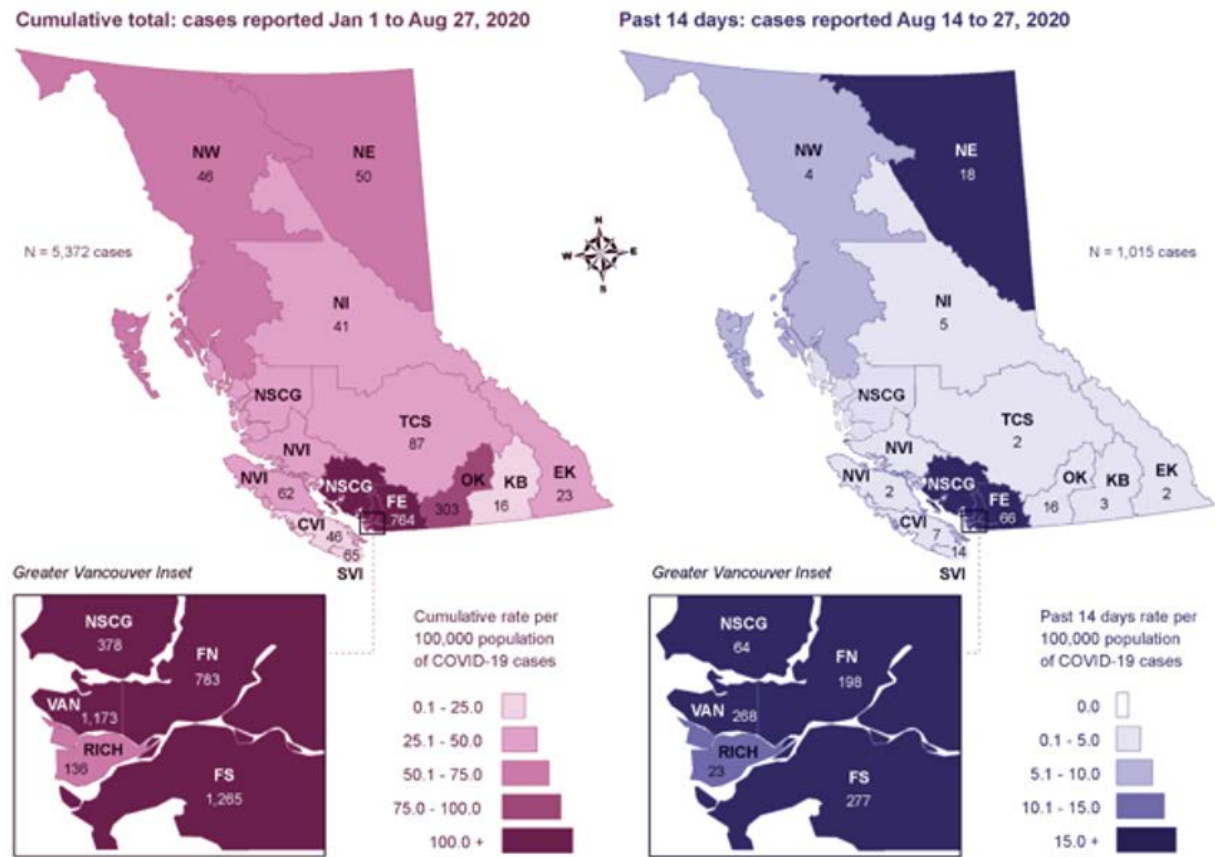 Cumulative total: cases reported Jan 1 to Aug 27, 2020
NW
46
NE
50
N = 5,372 cases
NI
41
NSCG
TCS
87
NVI
NVI
62
NSCG
FE
764
OK
303
KB
16
EK
23
CVI
46
65
SVI
Greater Vancouver Inset
NSCG
378
FN
783
VAN
1,173
RICH
136
FS
1,265
Cumulative rate per
100,000 population
of COVID-19 cases
0.1 - 25.0
25.1 - 50.0
50.1 - 75.0
75.0 - 100.0
100.0 +
N
W E
S
Past 14 days: cases reported Aug 14 to 27, 2020
NW
4
NE
18
N = 1,015 cases
NI
5
NSCG
TCS
2
NVI
NVI
2
NSCG
FE
66
OK
16
KB
3
EK
2
CVI
7
14
SVI
Greater Vancouver Inset
NSCG
64
FN
198
VAN
268
RICH
23
FS
277
Past 14 days rate per
100,000 population
of COVID-19 cases
0.0
0.1 - 5.0
5.1 - 10.0
10.1 - 15.0
15.0 +